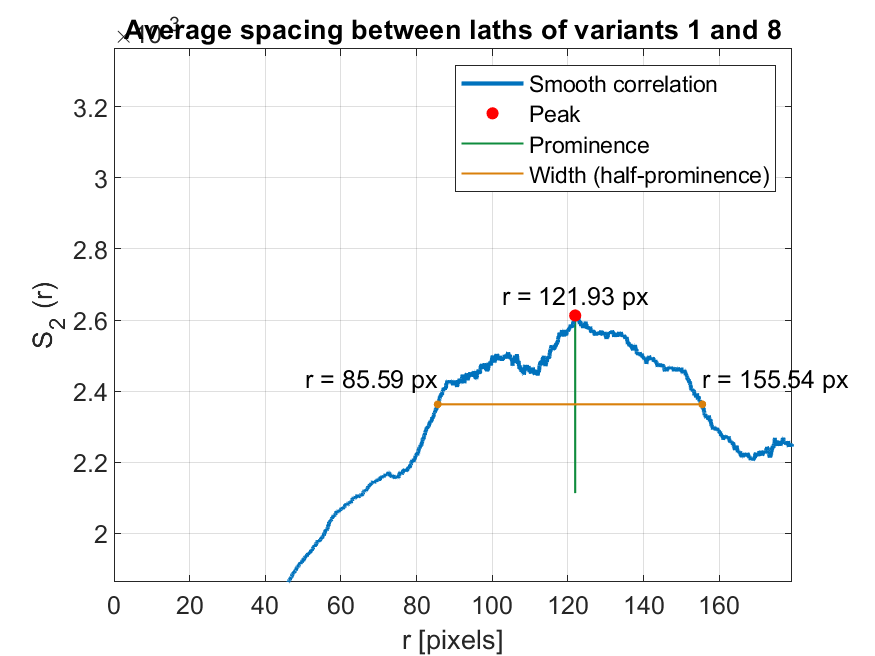 Average spacing between laths of variants 1 and 8
×10⁻³
Smooth correlation
Peak
Prominence
Width (half-prominence)
3.2
3
2.8
2.6
2.4
2.2
2
S₂ (r)
r = 121.93 px
r = 85.59 px
r = 155.54 px
0 20 40 60 80 100 120 140 160
r [pixels]